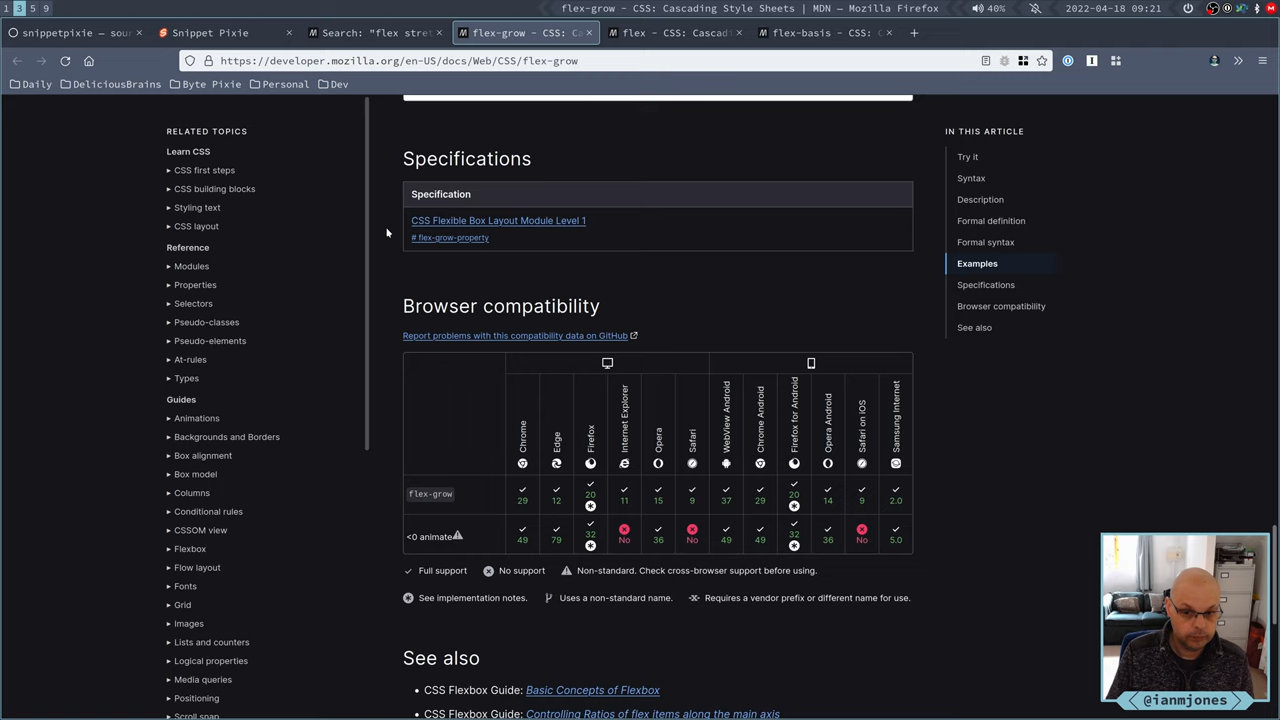 1 3 5 9
flex-grow - CSS: Cascading Style Sheets | MDN — Mozilla Firefox
40%
2022-04-18 09:21
snippetpixie — sour
Snippet Pixie
Search: "flex stret
flex-grow - CSS: Ca
flex - CSS: Cascadi
flex-basis - CSS: C
https://developer.mozilla.org/en-US/docs/Web/CSS/flex-grow
Daily
DeliciousBrains
Byte Pixie
Personal
Dev
RELATED TOPICS
Learn CSS
CSS first steps
CSS building blocks
Styling text
CSS layout
Reference
Modules
Properties
Selectors
Pseudo-classes
Pseudo-elements
At-rules
Types
Guides
Animations
Backgrounds and Borders
Box alignment
Box model
Columns
Conditional rules
CSSOM view
Flexbox
Flow layout
Fonts
Grid
Images
Lists and counters
Logical properties
Media queries
Positioning
Scroll snap
Specifications
Specification
CSS Flexible Box Layout Module Level 1
# flex-grow-property
Browser compatibility
Report problems with this compatibility data on GitHub
Chrome
Edge
Firefox
Internet Explorer
Opera
Safari
WebView Android
Chrome Android
Firefox for Android
Opera Android
Safari on iOS
Samsung Internet
flex-grow 29 12 20 11 15 9 37 29 20 14 9 2.0
<0 animate 49 79 32 No 36 No 49 49 32 36 No 5.0
Full support
No support
Non-standard. Check cross-browser support before using.
See implementation notes.
Uses a non-standard name.
Requires a vendor prefix or different name for use.
See also
CSS Flexbox Guide: Basic Concepts of Flexbox
CSS Flexbox Guide: Controlling Ratios of flex items along the main axis
IN THIS ARTICLE
Try it
Syntax
Description
Formal definition
Formal syntax
Examples
Specifications
Browser compatibility
See also
@ianmjones